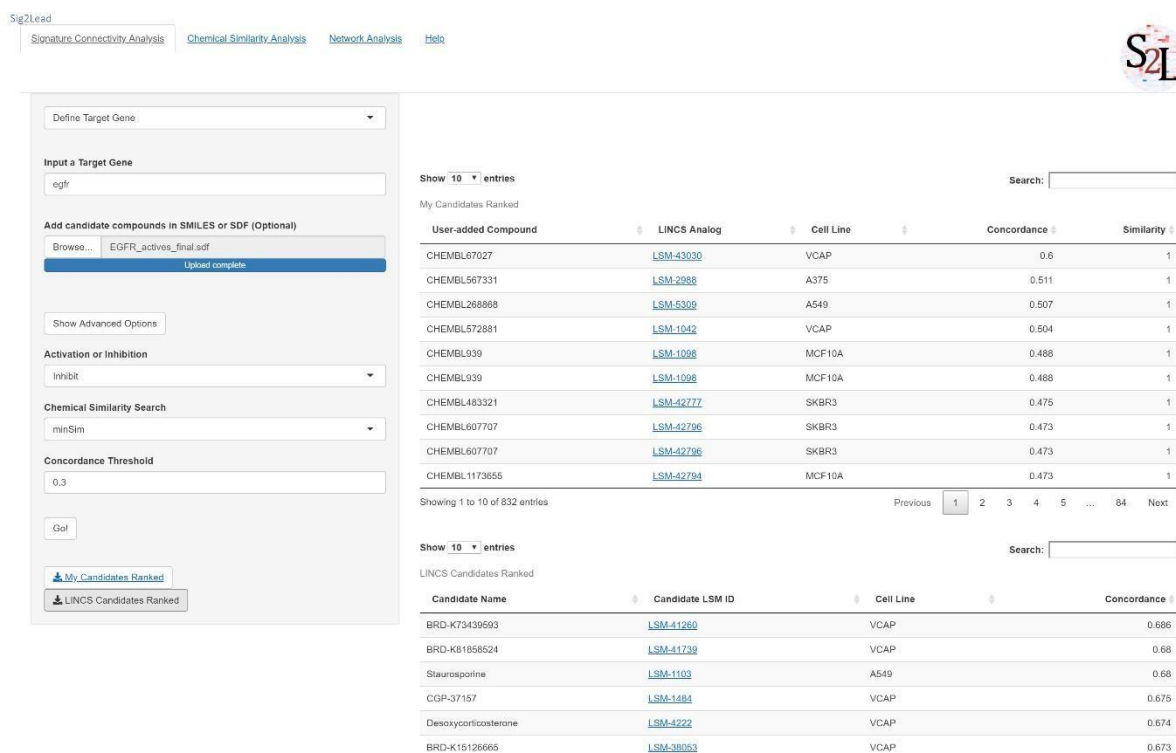 Sig2Lead
Signature Connectivity Analysis Chemical Similarity Analysis Network Analysis Help
S2L
Define Target Gene
Input a Target Gene
egfr
Add candidate compounds in SMILES or SDF (Optional)
Browse... EGFR_actives_final.sdf
Upload complete
Show Advanced Options
Activation or Inhibition
Inhibit
Chemical Similarity Search
minSim
Concordance Threshold
0.3
Go!
My Candidates Ranked
LINCS Candidates Ranked
Show 10 entries Search:
My Candidates Ranked
User-added Compound LINCS Analog Cell Line Concordance Similarity
CHEMBL67027 LSM-43030 VCAP 0.6 1
CHEMBL567331 LSM-2988 A375 0.511 1
CHEMBL268868 LSM-5309 A549 0.507 1
CHEMBL572881 LSM-1042 VCAP 0.504 1
CHEMBL939 LSM-1098 MCF10A 0.488 1
CHEMBL939 LSM-1098 MCF10A 0.488 1
CHEMBL483321 LSM-42777 SKBR3 0.475 1
CHEMBL607707 LSM-42796 SKBR3 0.473 1
CHEMBL607707 LSM-42796 SKBR3 0.473 1
CHEMBL1173655 LSM-42794 MCF10A 0.473 1
Showing 1 to 10 of 832 entries Previous 1 2 3 4 5 ... 84 Next
Show 10 entries Search:
LINCS Candidates Ranked
Candidate Name Candidate LSM ID Cell Line Concordance
BRD-K73439593 LSM-41260 VCAP 0.686
BRD-K81858524 LSM-41739 VCAP 0.68
Staurosporine LSM-1103 A549 0.68
CGP-37157 LSM-1484 VCAP 0.675
Desoxycorticosterone LSM-4222 VCAP 0.674
BRD-K15126665 LSM-38053 VCAP 0.673